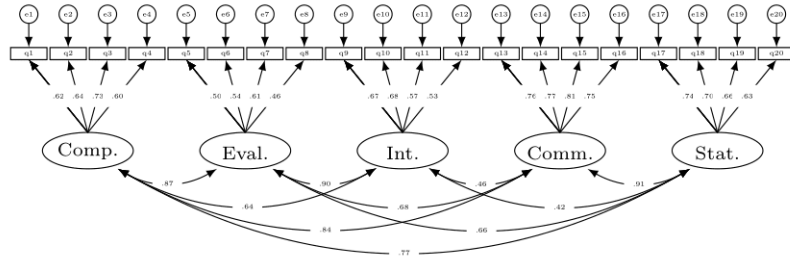 e1 e2 e3 e4 e5 e6 e7 e8 e9 e10 e11 e12 e13 e14 e15 e16 e17 e18 e19 e20
q1 q2 q3 q4 q5 q6 q7 q8 q9 q10 q11 q12 q13 q14 q15 q16 q17 q18 q19 q20
.62 .64 .73 .60 .50 .54 .61 .46 .67 .68 .57 .53 .76 .77 .81 .75 .74 .70 .66 .63
Comp. Eval. Int. Comm. Stat.
.87 .90 .46 .91
.64 .68 .42
.84 .66
.77